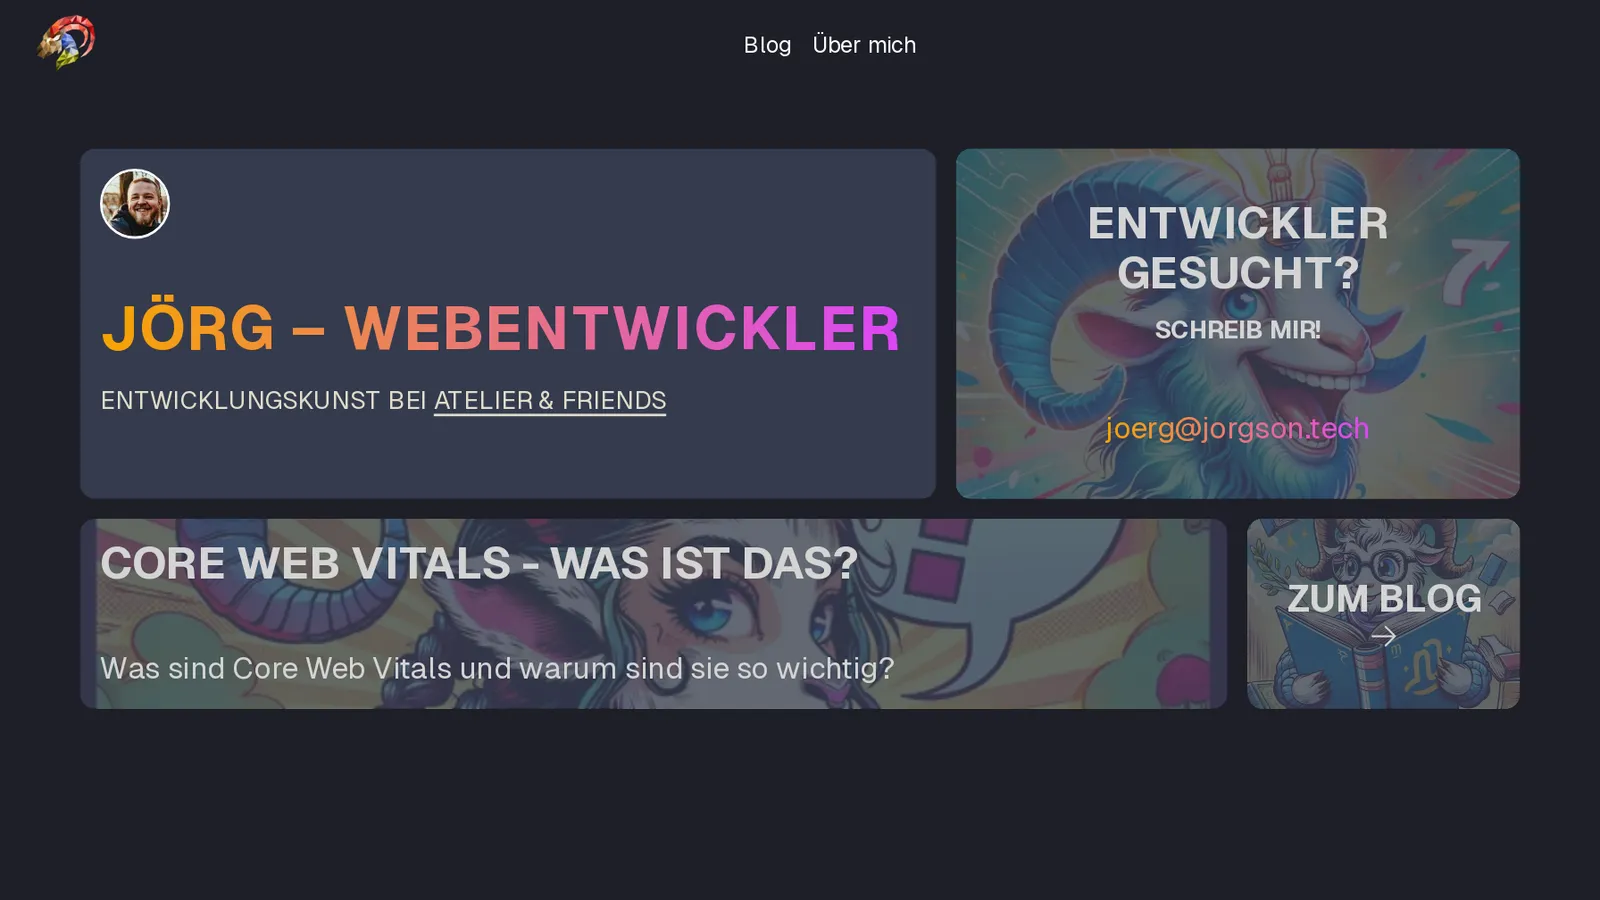 Blog Über mich
JÖRG – WEBENTWICKLER
ENTWICKLUNGSKUNST BEI ATELIER & FRIENDS
ENTWICKLER
GESUCHT?
SCHREIB MIR!
joerg@jorgson.tech
CORE WEB VITALS - WAS IST DAS?
Was sind Core Web Vitals und warum sind sie so wichtig?
ZUM BLOG
→